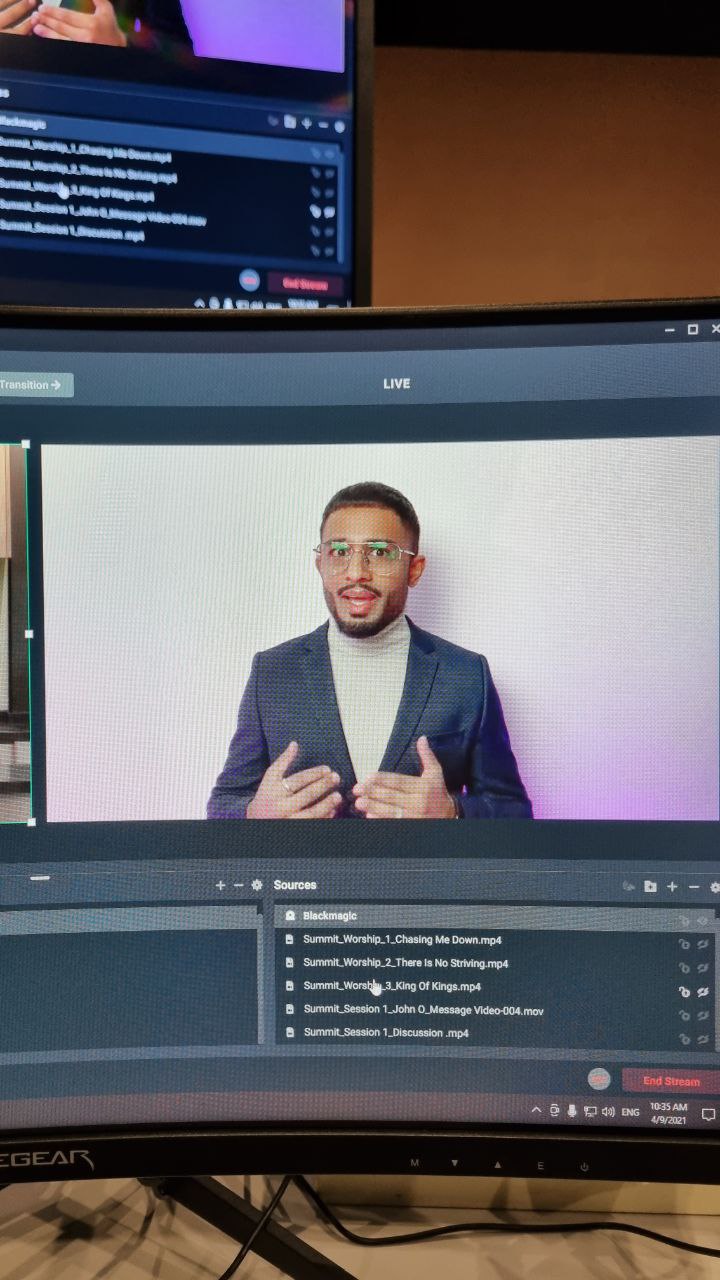 Blackmagic
Summit_Worship_1_Chasing Me Down.mp4
Summit_Worship_2_There Is No Striving.mp4
Summit_Worship_3_King Of Kings.mp4
Summit_Session 1_John O_Message Video-004.mov
Summit_Session 1_Discussion .mp4
End Stream
Transition →
LIVE
Sources
Blackmagic
Summit_Worship_1_Chasing Me Down.mp4
Summit_Worship_2_There Is No Striving.mp4
Summit_Worship_3_King Of Kings.mp4
Summit_Session 1_John O_Message Video-004.mov
Summit_Session 1_Discussion .mp4
End Stream
ENG
10:35 AM
4/9/2021
EGEAR
M
E